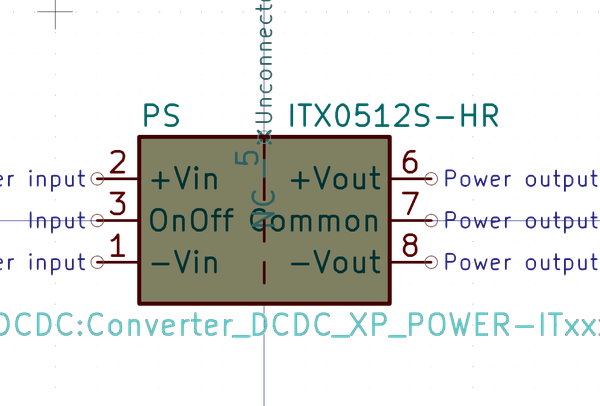 Unconnecte
PS ITX0512S-HR
5
2 +Vin +Vout 6
er input Power output
3 OnOff Common 7
Input Power output
NC
1 -Vin -Vout 8
er input Power output
DCDC:Converter_DCDC_XP_POWER-ITxx